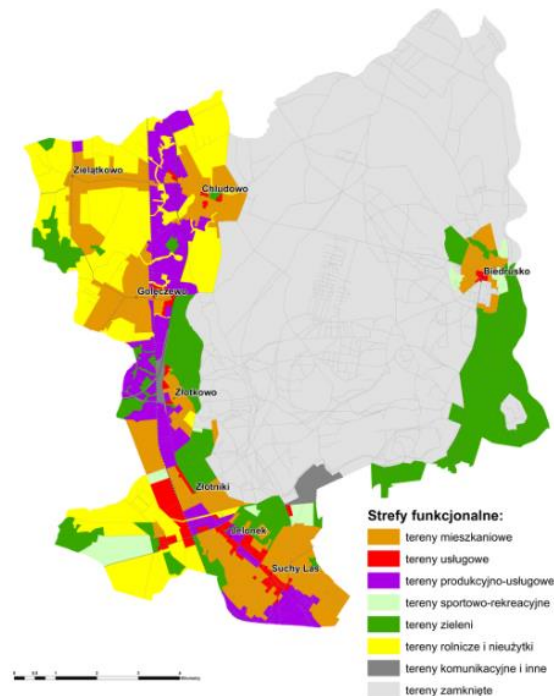 Zielątkowo
Chludowo
Biedrusko
Golęczewo
Złotkowo
Złotniki
Jelonek
Suchy Las
Strefy funkcjonalne:
tereny mieszkaniowe
tereny usługowe
tereny produkcyjno-usługowe
tereny sportowo-rekreacyjne
tereny zieleni
tereny rolnicze i nieużytki
tereny komunikacyjne i inne
tereny zamknięte